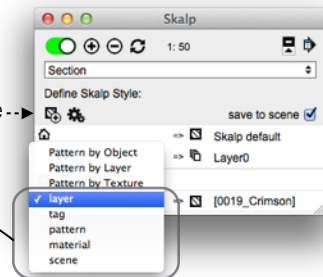 Skalp
1: 50
Section
Define Skalp Style:
save to scene
=> Skalp default
Pattern by Object
=> Layer0
Pattern by Layer
Pattern by Texture
✓ layer
=> [0019_Crimson]
tag
pattern
material
scene